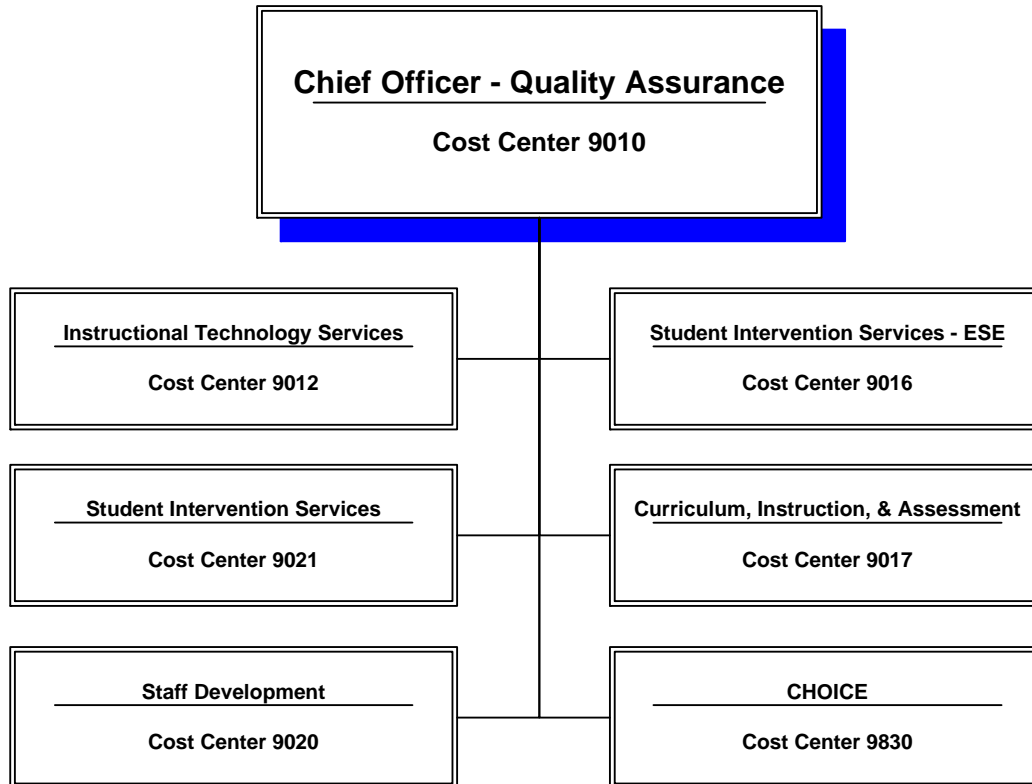 Chief Officer - Quality Assurance
Cost Center 9010
Instructional Technology Services
Cost Center 9012
Student Intervention Services - ESE
Cost Center 9016
Student Intervention Services
Cost Center 9021
Curriculum, Instruction, & Assessment
Cost Center 9017
Staff Development
Cost Center 9020
CHOICE
Cost Center 9830